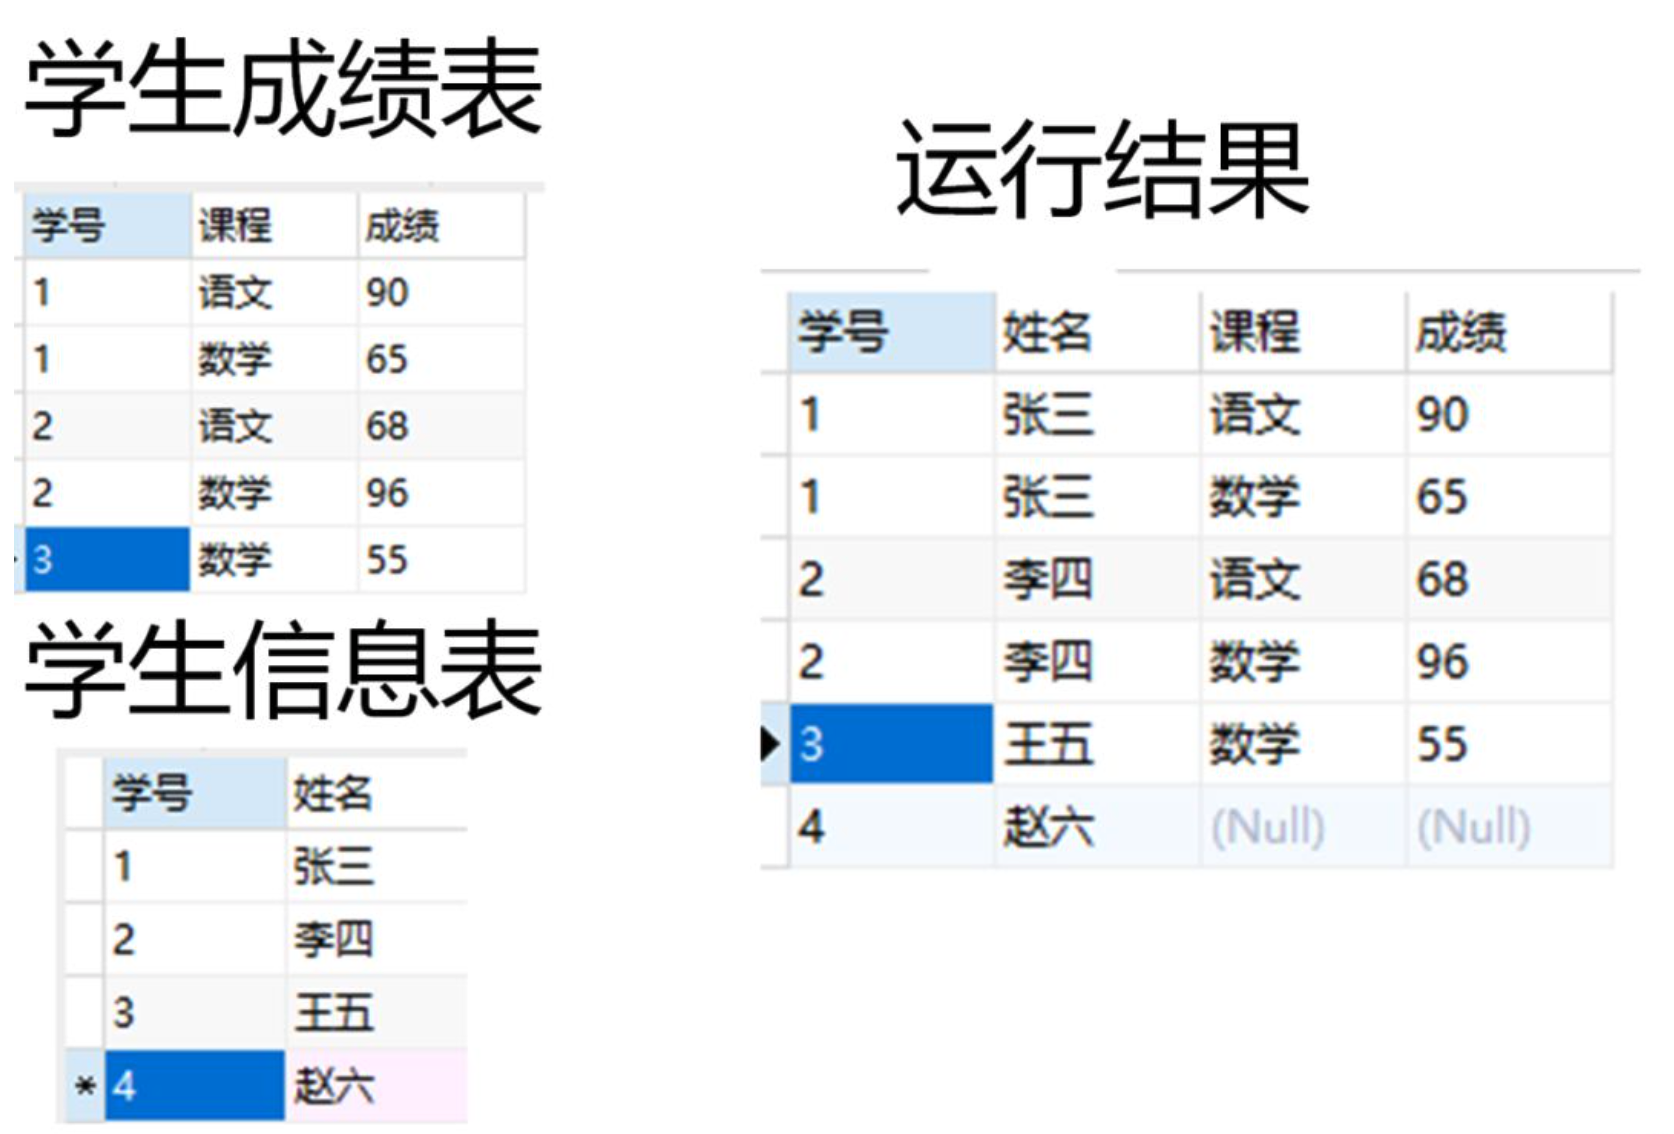 学生成绩表
学号 课程 成绩
1 语文 90
1 数学 65
2 语文 68
2 数学 96
3 数学 55
学生信息表
学号 姓名
1 张三
2 李四
3 王五
* 4 赵六
运行结果
学号 姓名 课程 成绩
1 张三 语文 90
1 张三 数学 65
2 李四 语文 68
2 李四 数学 96
3 王五 数学 55
4 赵六 (Null) (Null)